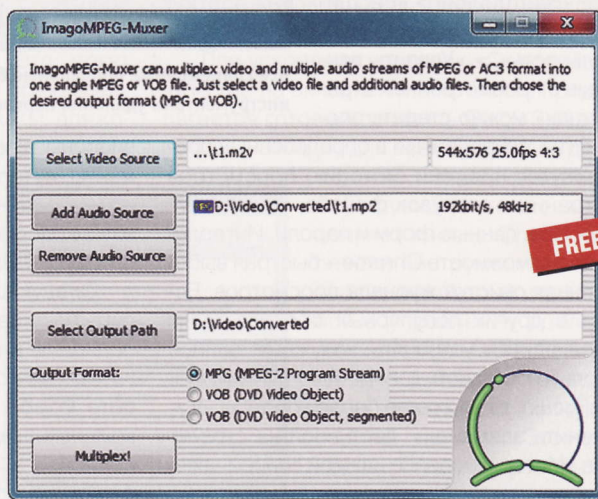 ImagoMPEG-Muxer
ImagoMPEG-Muxer can multiplex video and multiple audio streams of MPEG or AC3 format into
one single MPEG or VOB file. Just select a video file and additional audio files. Then chose the
desired output format (MPG or VOB).
Select Video Source
...\t1.m2v
544x576 25.0fps 4:3
Add Audio Source
D:\Video\Converted\t1.mp2
192kbit/s, 48kHz
Remove Audio Source
FREE
Select Output Path
D:\Video\Converted
Output Format:
MPG (MPEG-2 Program Stream)
VOB (DVD Video Object)
VOB (DVD Video Object, segmented)
Multiplex!